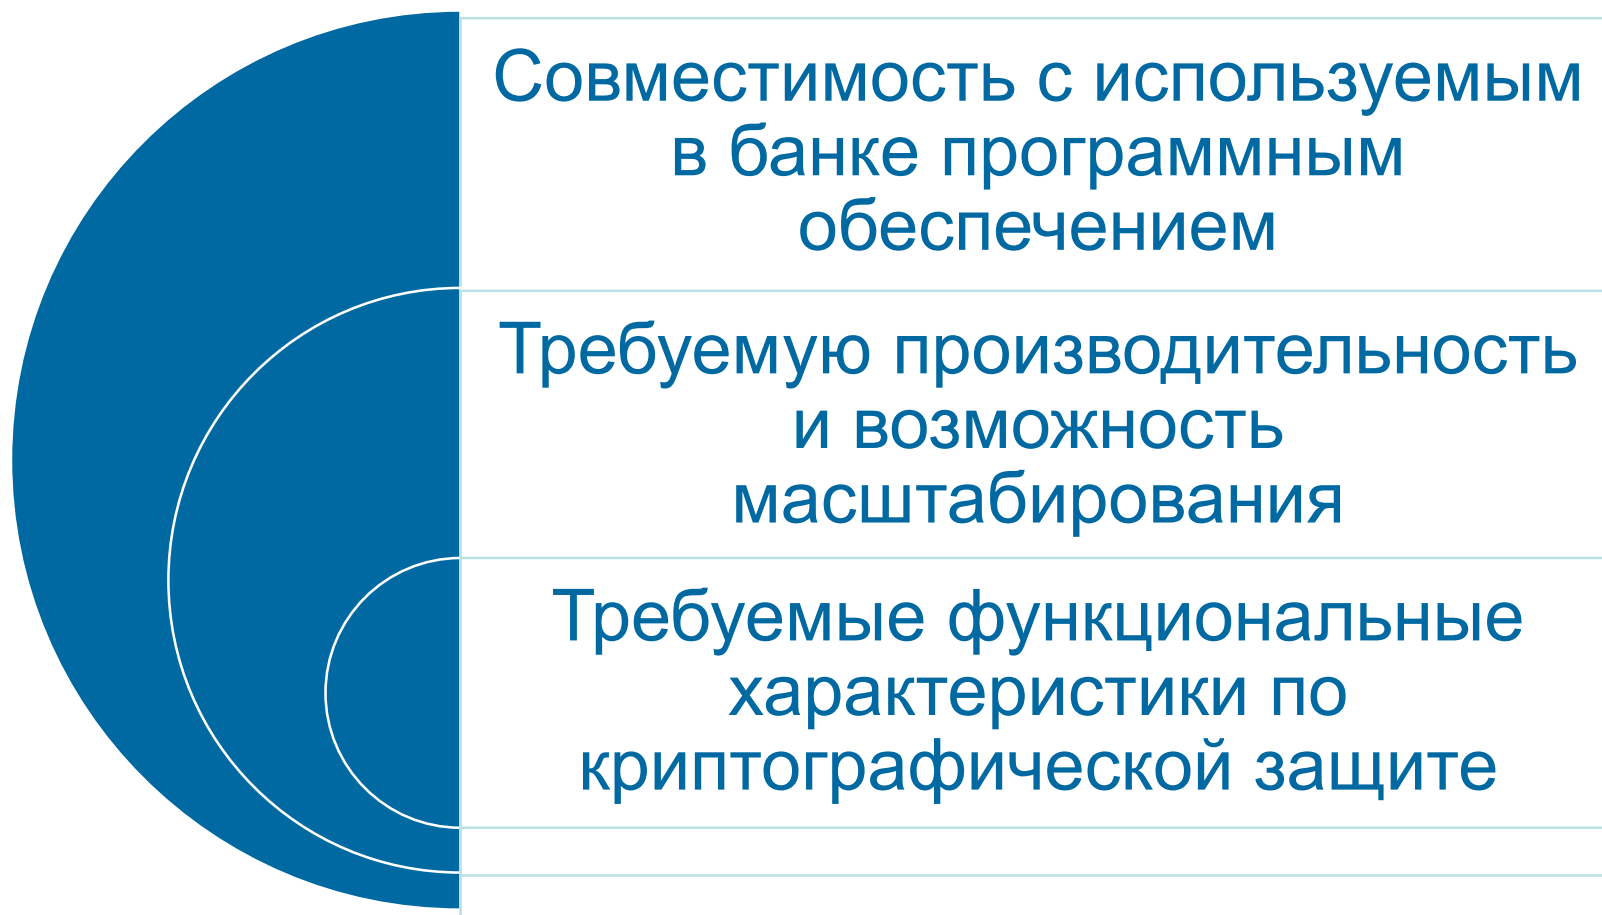 Совместимость с используемым
в банке программным
обеспечением
Требуемую производительность
и возможность
масштабирования
Требуемые функциональные
характеристики по
криптографической защите